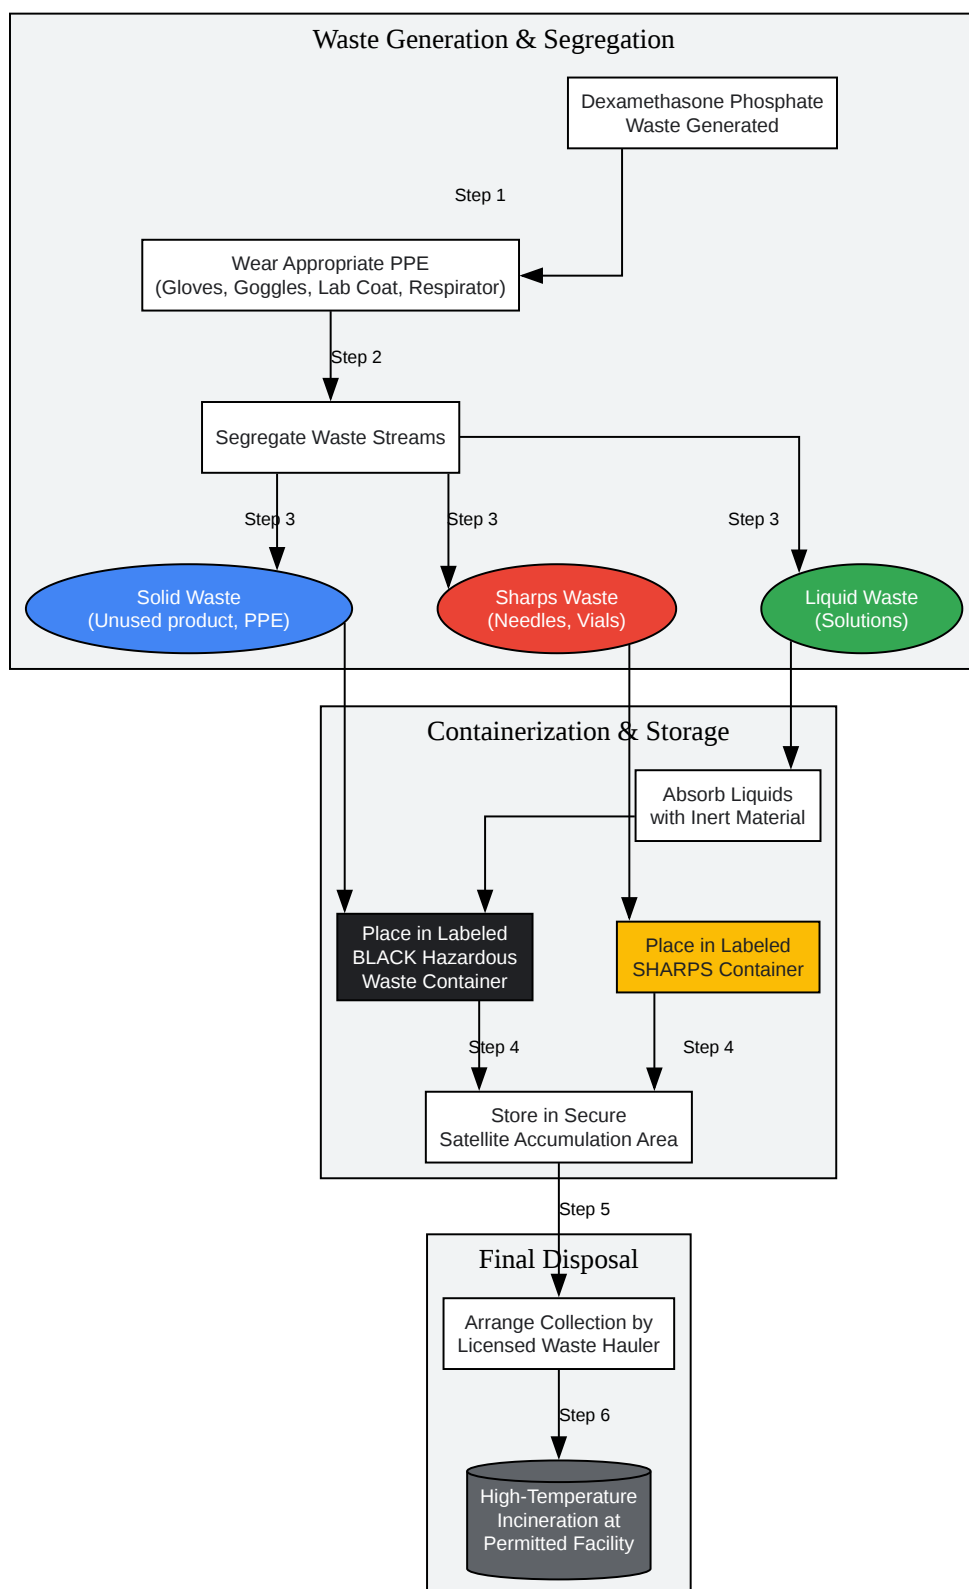 Waste Generation & Segregation
Dexamethasone Phosphate
Waste Generated
Step 1
Wear Appropriate PPE
(Gloves, Goggles, Lab Coat, Respirator)
Step 2
Segregate Waste Streams
Step 3
Step 3
Step 3
Solid Waste
(Unused product, PPE)
Sharps Waste
(Needles, Vials)
Liquid Waste
(Solutions)
Containerization & Storage
Absorb Liquids
with Inert Material
Place in Labeled
BLACK Hazardous
Waste Container
Place in Labeled
SHARPS Container
Step 4
Step 4
Store in Secure
Satellite Accumulation Area
Step 5
Final Disposal
Arrange Collection by
Licensed Waste Hauler
Step 6
High-Temperature
Incineration at
Permitted Facility